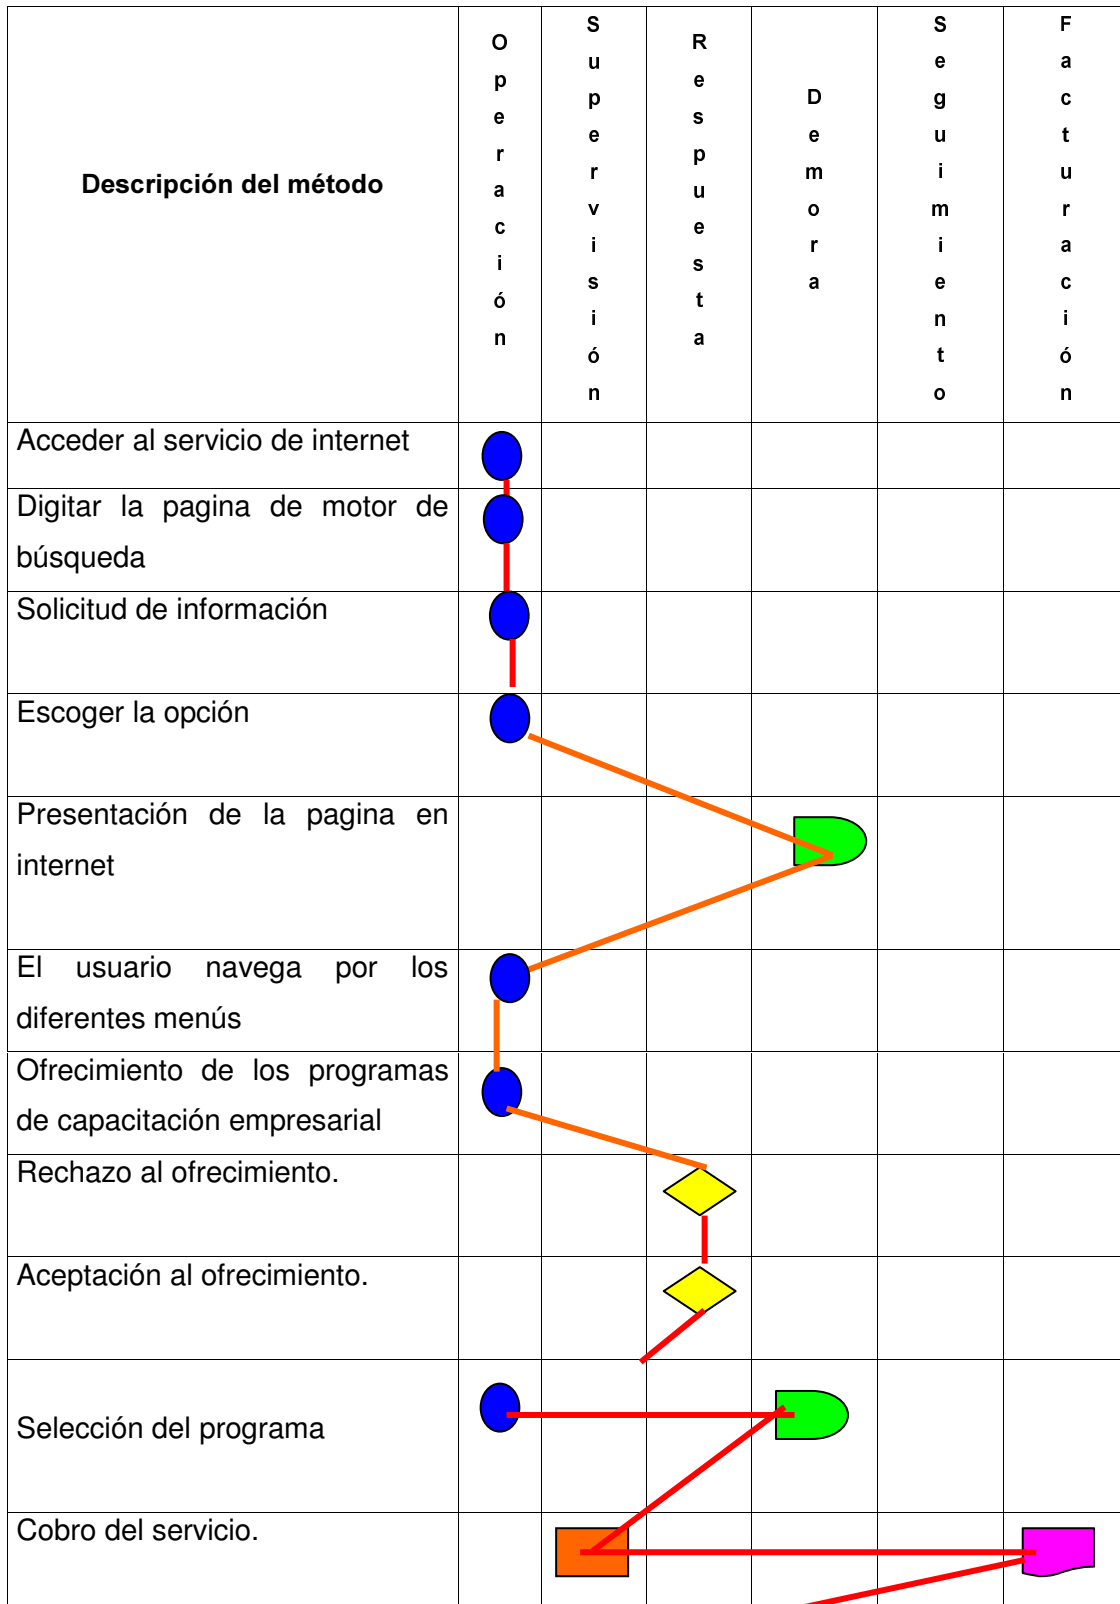 Descripción del método
Operación
Supervisión
Respuesta
Demora
Seguimiento
Facturación
Acceder al servicio de internet
Digitar la pagina de motor de
búsqueda
Solicitud de información
Escoger la opción
Presentación de la pagina en
internet
El usuario navega por los
diferentes menús
Ofrecimiento de los programas
de capacitación empresarial
Rechazo al ofrecimiento.
Aceptación al ofrecimiento.
Selección del programa
Cobro del servicio.